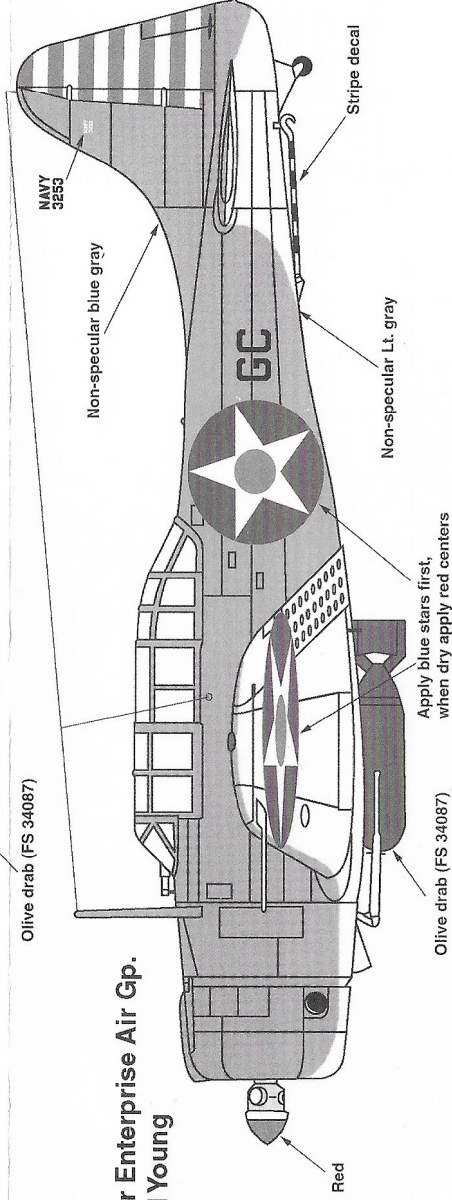 Olive drab (FS 34087)
r Enterprise Air Gp.
Young
Non-specular blue gray
NAVY
3253
GC
Red
Olive drab (FS 34087)
Apply blue stars first,
when dry apply red centers
Non-specular Lt. gray
Stripe decal